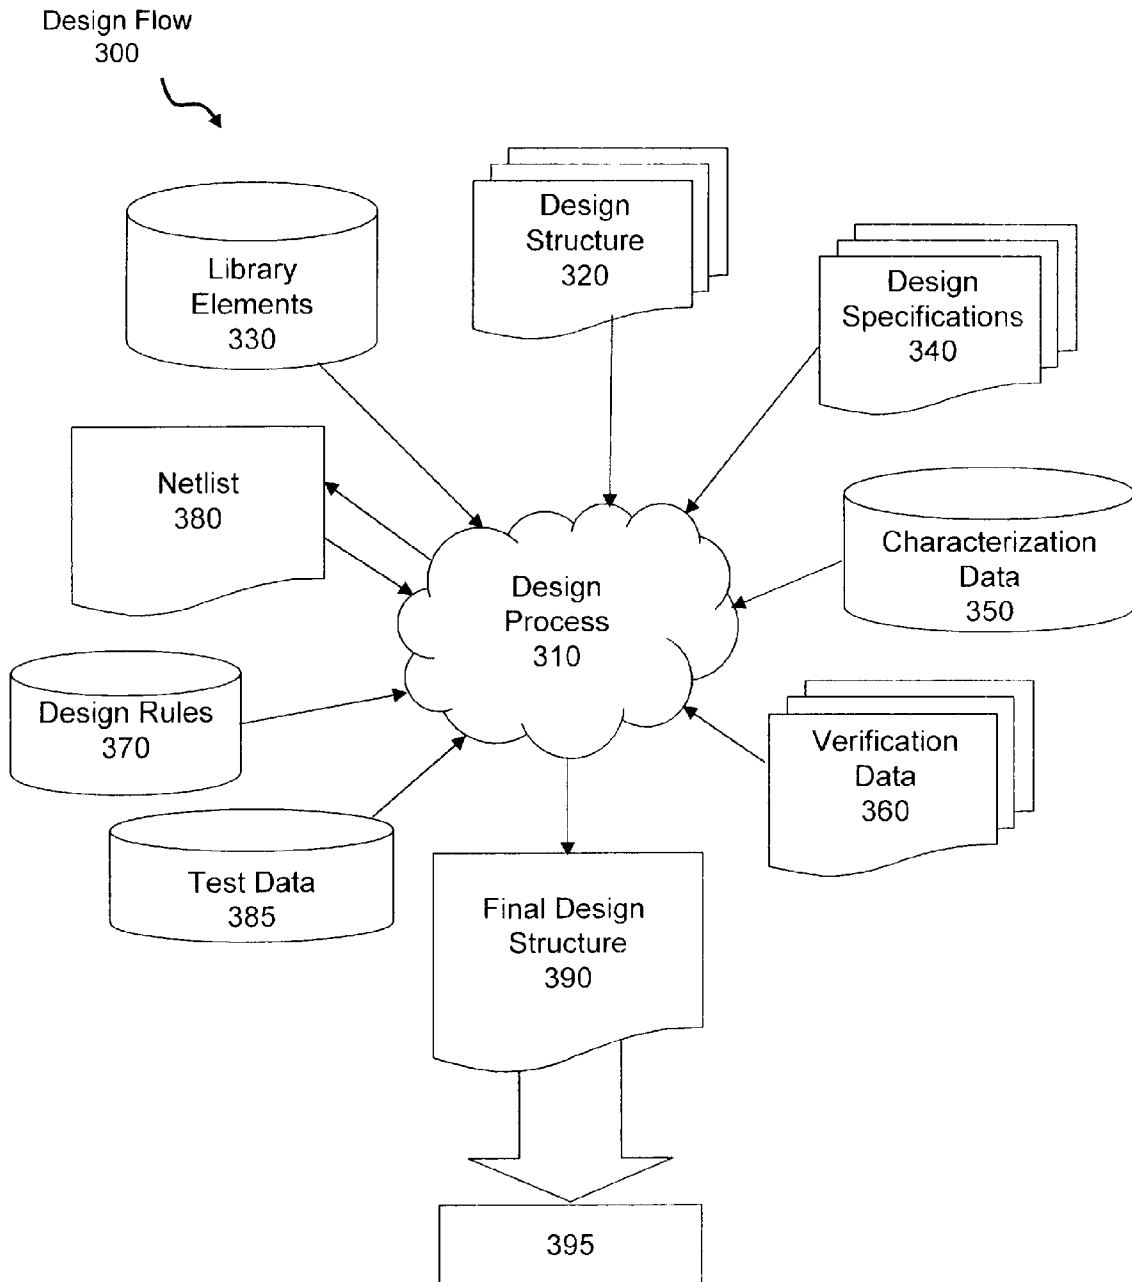 Design Flow
300
Design
Structure
320
Library
Elements
330
Design
Specifications
340
Netlist
380
Characterization
Data
350
Design
Process
310
Design Rules
370
Verification
Data
360
Test Data
385
Final Design
Structure
390
395